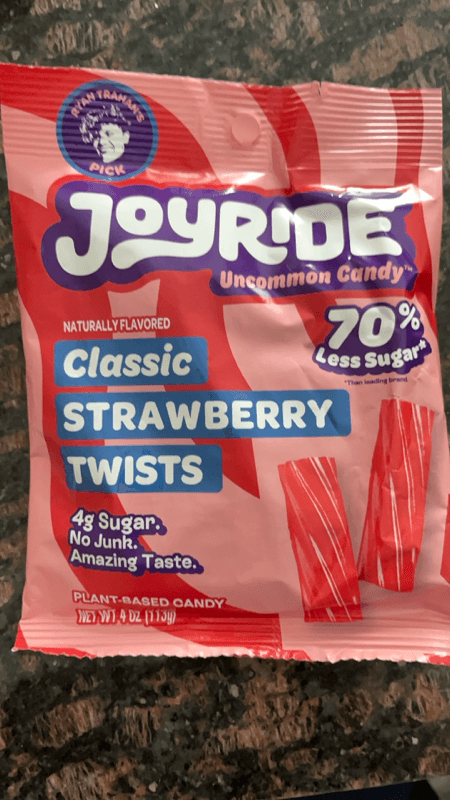 RYAN TRAHAN'S
PICK
JOYRIDE
Uncommon Candy™
NATURALLY FLAVORED
70%
Less Sugar*
*Than leading brand
Classic
STRAWBERRY
TWISTS
4g Sugar.
No Junk.
Amazing Taste.
PLANT-BASED CANDY
NET WT 4 OZ (113g)